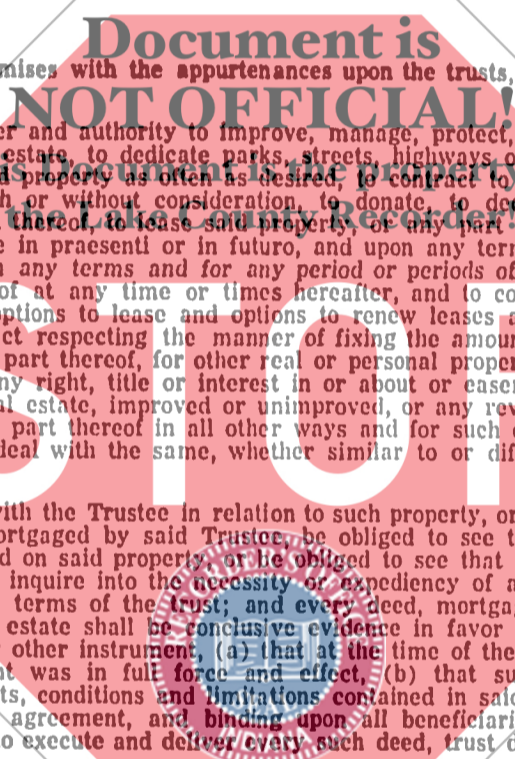 Document is
mises with the appurtenances upon the trusts,
NOT OFFICIAL!
er and authority to improve, manage, protect,
estate, to dedicate parks, streets, highways o
is Document is the property
d property as often as desired, to contract to
h or without consideration, to donate, to de
the Lake County Recorder!
thereof, to lease said property, or any part
e in praesenti or in futuro, and upon any term
n any terms and for any period or periods of
of at any time or times hereafter, and to co
options to lease and options to renew leases a
ct respecting the manner of fixing the amoun
part thereof, for other real or personal prope
ny right, title or interest in or about or ease
al estate, improved or unimproved, or any rev
part thereof in all other ways and for such
deal with the same, whether similar to or dif
STOP
with the Trustee in relation to such property, or
ortgaged by said Trustee, be obliged to see t
d on said property, or be obliged to see that
inquire into the necessity or expediency of a
terms of the trust; and every deed, mortga
estate shall be conclusive evidence in favor
other instrument, (a) that at the time of the
t was in full force and effect, (b) that su
ts, conditions and limitations contained in said
agreement, and binding upon all beneficiari
o execute and deliver every such deed, trust d
RECORDER'S OFFICE
INDIANA